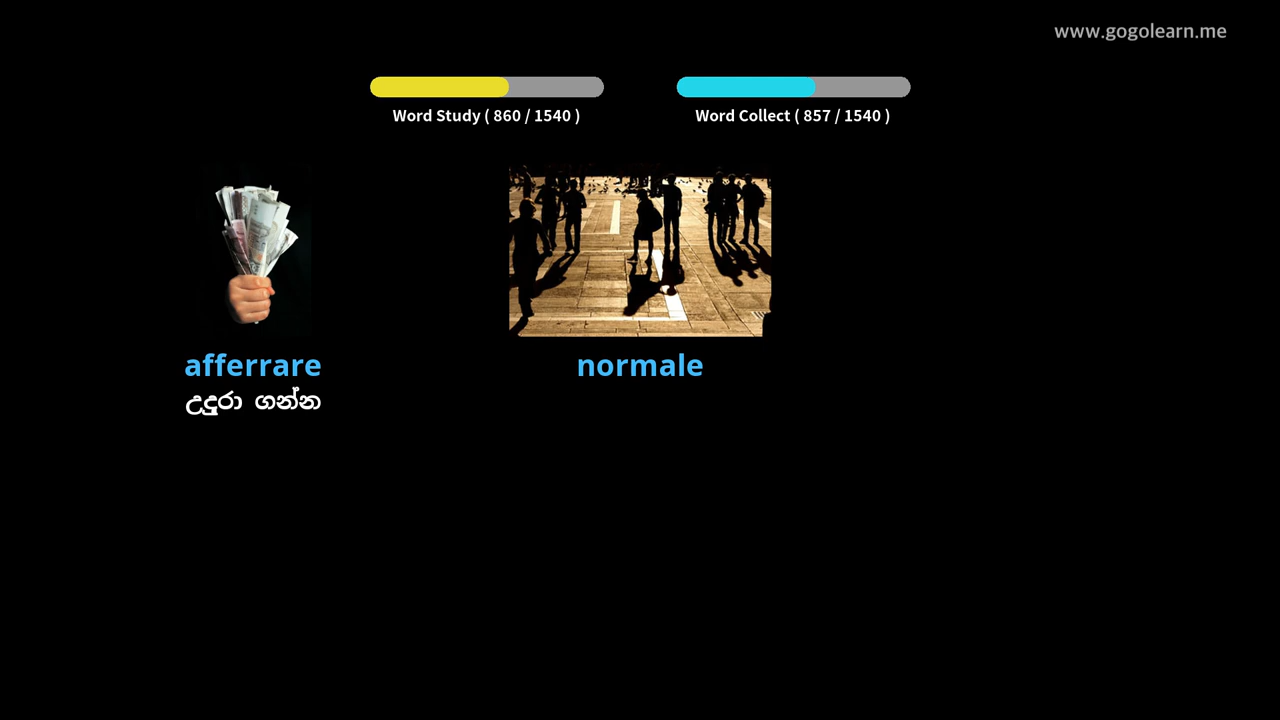 www.gogolearn.me
Word Study ( 860 / 1540 )
Word Collect ( 857 / 1540 )
afferrare
උදුරා ගන්න
normale